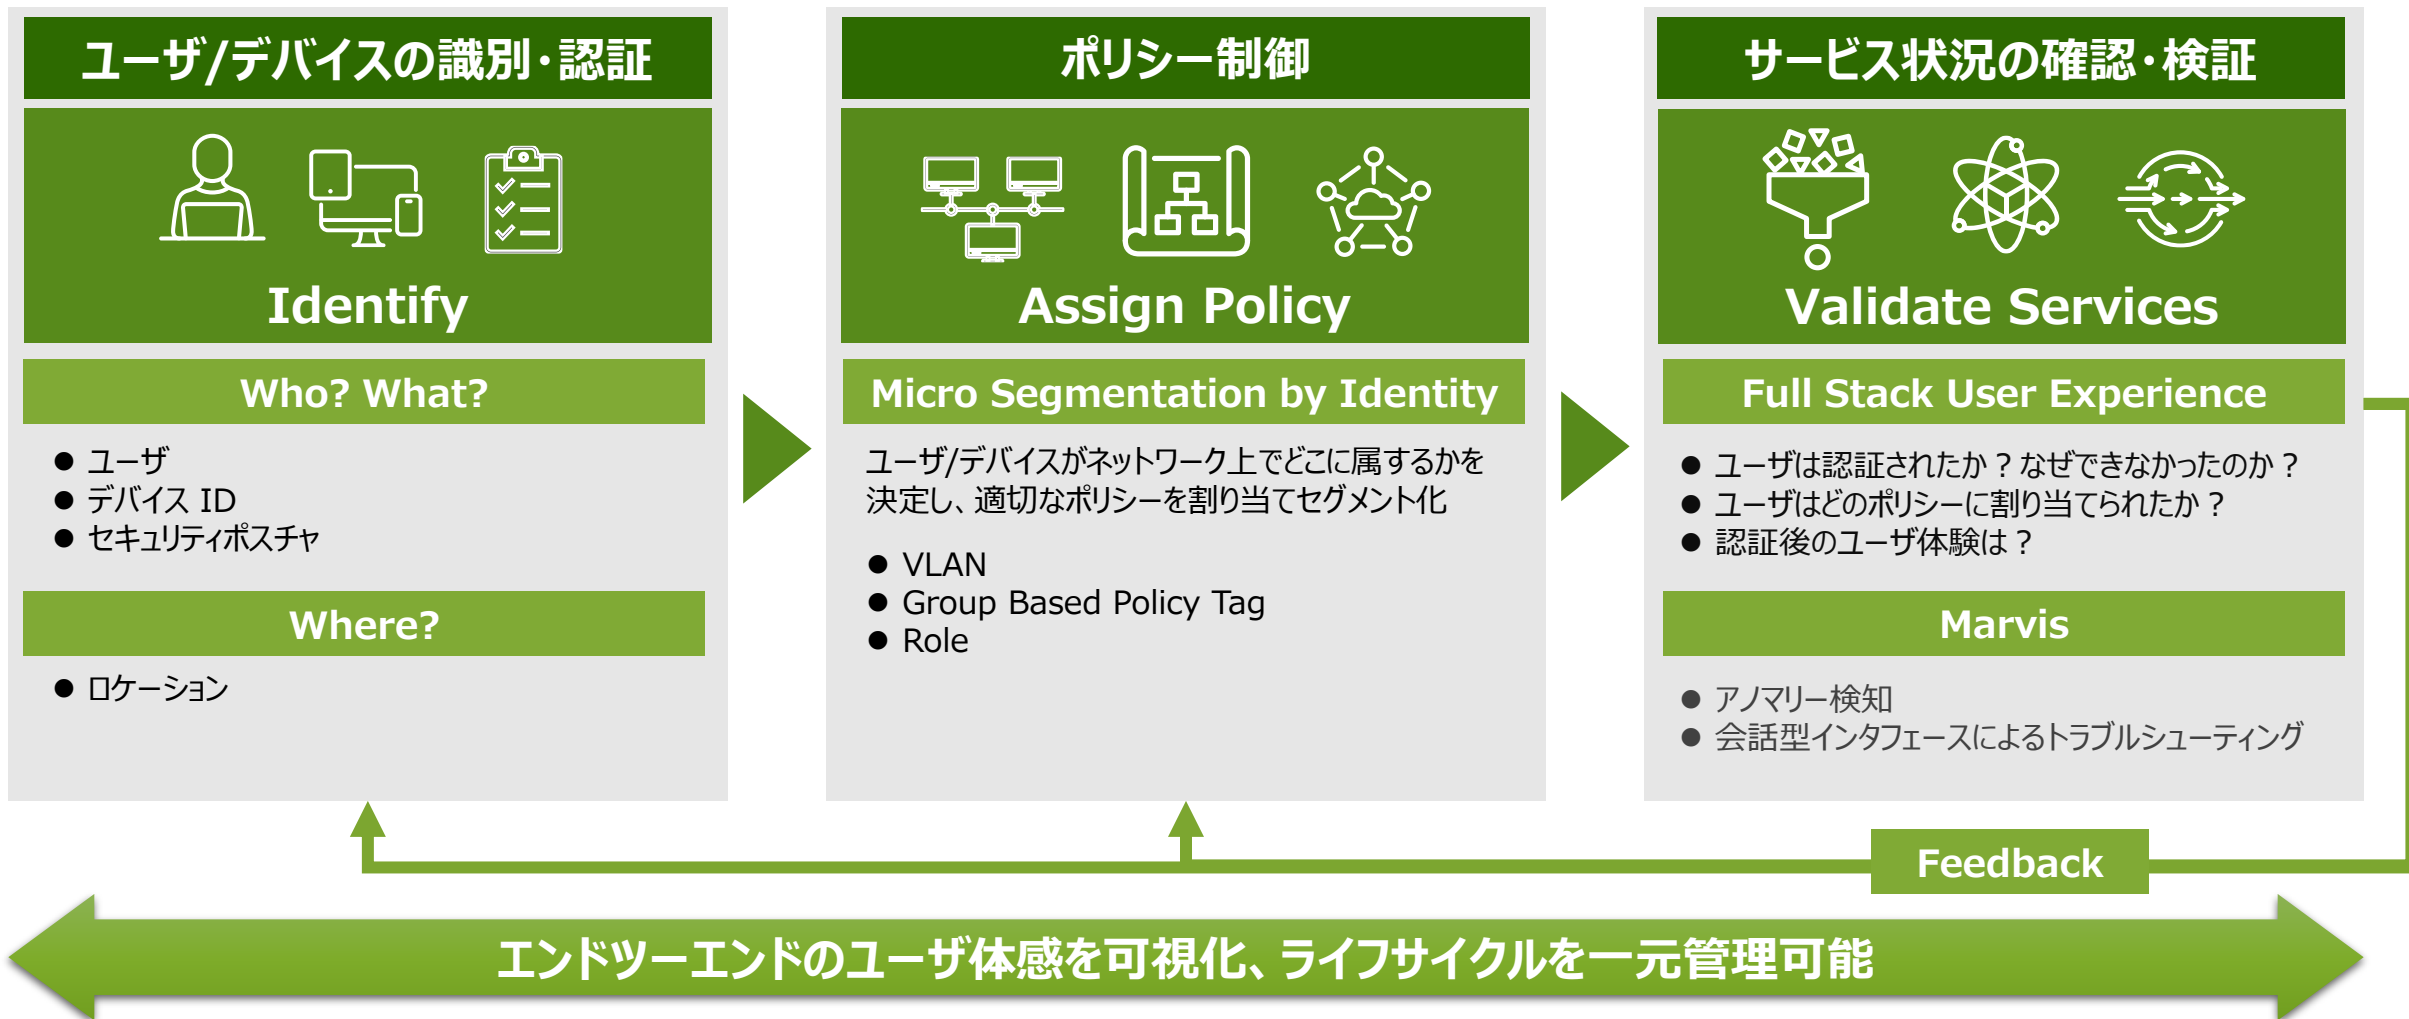 ユーザ/デバイスの識別・認証
Identify
Who? What?
● ユーザ
● デバイス ID
● セキュリティポスチャ
Where?
● ロケーション
ポリシー制御
Assign Policy
Micro Segmentation by Identity
ユーザ/デバイスがネットワーク上でどこに属するかを
決定し、適切なポリシーを割り当てセグメント化
● VLAN
● Group Based Policy Tag
● Role
サービス状況の確認・検証
Validate Services
Full Stack User Experience
● ユーザは認証されたか？なぜできなかったのか？
● ユーザはどのポリシーに割り当てられたか？
● 認証後のユーザ体験は？
Marvis
● アノマリー検知
● 会話型インタフェースによるトラブルシューティング
Feedback
エンドツーエンドのユーザ体感を可視化、ライフサイクルを一元管理可能